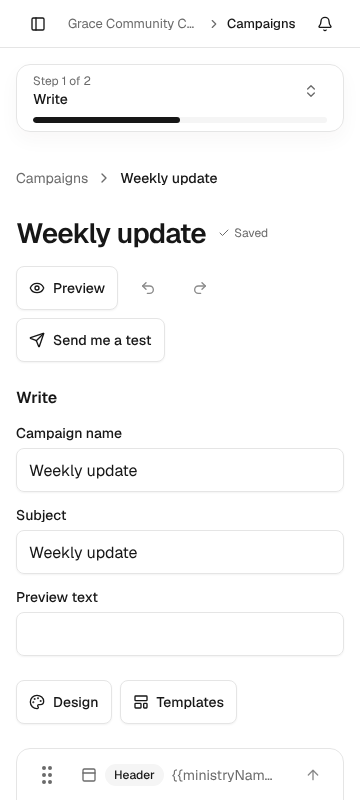 Grace Community C... > Campaigns
Step 1 of 2
Write
Campaigns > Weekly update
Weekly update ✓ Saved
Preview
Send me a test
Write
Campaign name
Weekly update
Subject
Weekly update
Preview text
Design Templates
Header {{ministryNam...